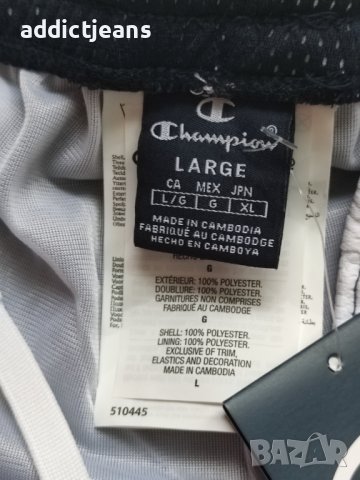 addictjeans
Champion
LARGE
CA MEX JPN
L/G G XL
MADE IN CAMBODIA
FABRIQUÉ AU CAMBODGE
HECHO EN CAMBOYA
G
EXTÉRIEUR: 100% POLYESTER.
DOUBLURE: 100% POLYESTER.
GARNITURES NON COMPRISES
FABRIQUÉ AU CAMBODGE
G
SHELL: 100% POLYESTER.
LINING: 100% POLYESTER.
EXCLUSIVE OF TRIM,
ELASTICS AND DECORATION
MADE IN CAMBODIA
L
510445
BAZAR